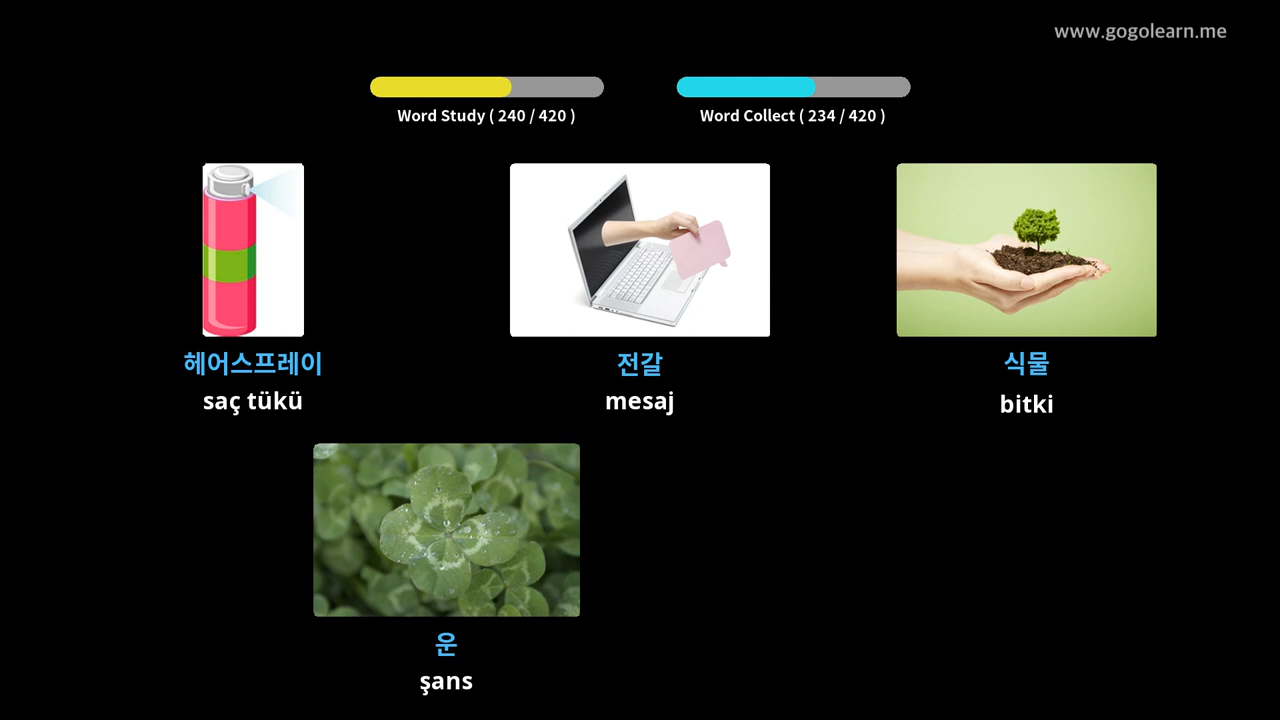 www.gogolearn.me
Word Study ( 240 / 420 )
Word Collect ( 234 / 420 )
헤어스프레이
saç tükü
전갈
mesaj
식물
bitki
운
şans